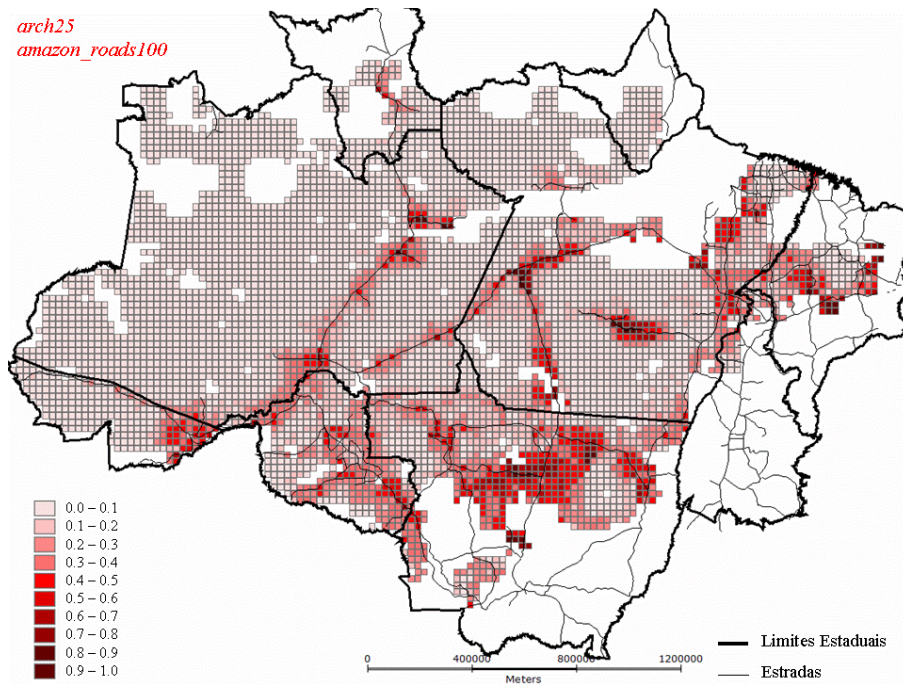 arch25
amazon_roads100
0.0 – 0.1
0.1 – 0.2
0.2 – 0.3
0.3 – 0.4
0.4 – 0.5
0.5 – 0.6
0.6 – 0.7
0.7 – 0.8
0.8 – 0.9
0.9 – 1.0
Limites Estaduais
Estradas
0 400000 800000 1200000
Meters